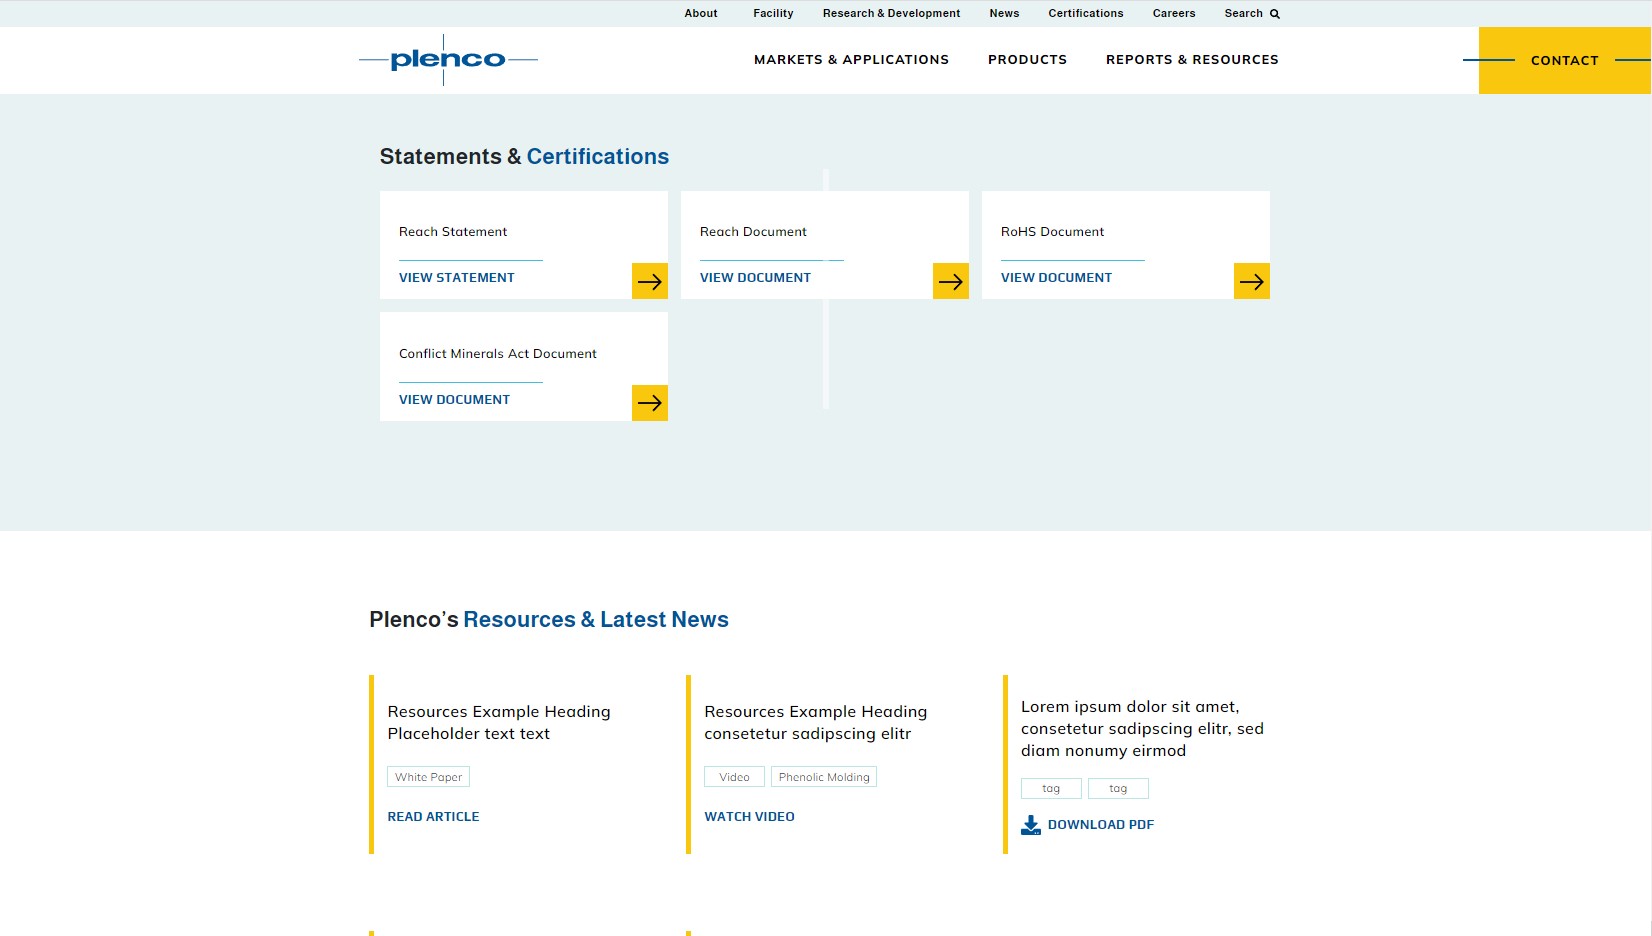 About Facility Research & Development News Certifications Careers Search
plenco
MARKETS & APPLICATIONS PRODUCTS REPORTS & RESOURCES
CONTACT
Statements & Certifications
Reach Statement
VIEW STATEMENT
Reach Document
VIEW DOCUMENT
RoHS Document
VIEW DOCUMENT
Conflict Minerals Act Document
VIEW DOCUMENT
Plenco’s Resources & Latest News
Resources Example Heading
Placeholder text text
White Paper
READ ARTICLE
Resources Example Heading
consetetur sadipscing elitr
Video Phenolic Molding
WATCH VIDEO
Lorem ipsum dolor sit amet,
consetetur sadipscing elitr, sed
diam nonumy eirmod
tag tag
DOWNLOAD PDF